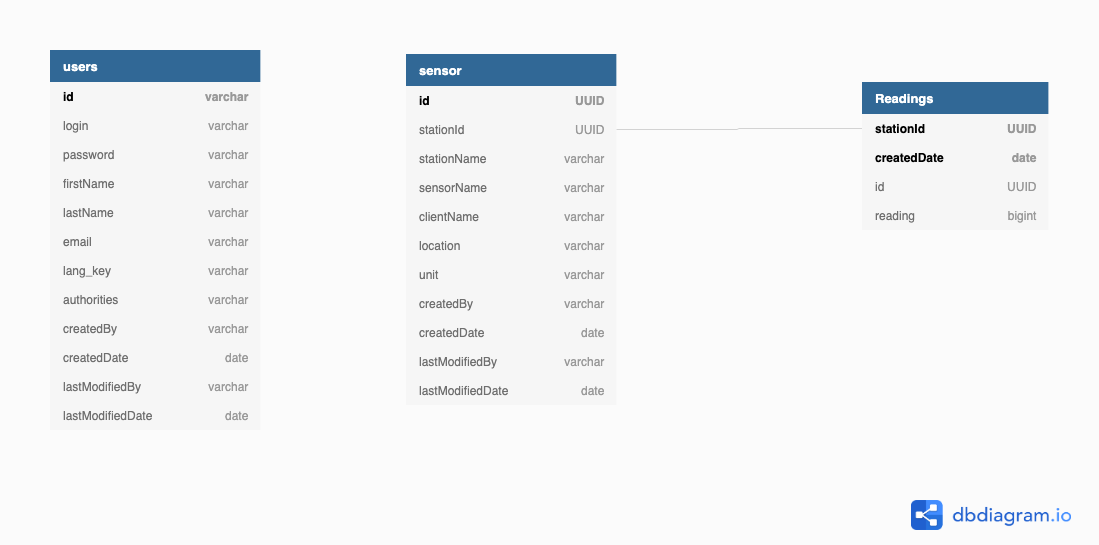 users
id varchar
login varchar
password varchar
firstName varchar
lastName varchar
email varchar
lang_key varchar
authorities varchar
createdBy varchar
createdDate date
lastModifiedBy varchar
lastModifiedDate date
sensor
id UUID
stationId UUID
stationName varchar
sensorName varchar
clientName varchar
location varchar
unit varchar
createdBy varchar
createdDate date
lastModifiedBy varchar
lastModifiedDate date
Readings
stationId UUID
createdDate date
id UUID
reading bigint
dbdiagram.io